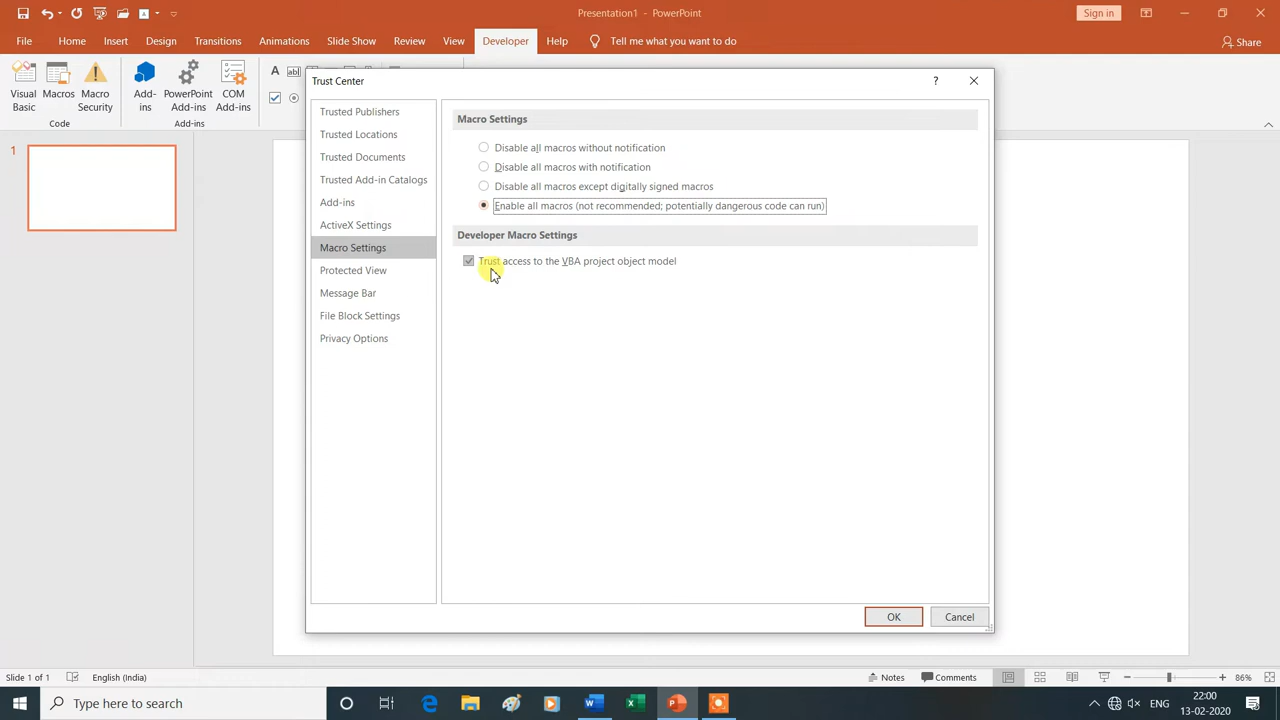 Presentation1 - PowerPoint
Sign in
File Home Insert Design Transitions Animations Slide Show Review View Developer Help Tell me what you want to do Share
Visual Basic
Macros
Macro Security
Code
Add-ins
PowerPoint Add-ins
COM Add-ins
Add-ins
A ab|
Trust Center ?
Trusted Publishers
Trusted Locations
Trusted Documents
Trusted Add-in Catalogs
Add-ins
ActiveX Settings
Macro Settings
Protected View
Message Bar
File Block Settings
Privacy Options
Macro Settings
Disable all macros without notification
Disable all macros with notification
Disable all macros except digitally signed macros
Enable all macros (not recommended; potentially dangerous code can run)
Developer Macro Settings
Trust access to the VBA project object model
OK Cancel
1
Slide 1 of 1 English (India) Notes Comments 86%
Type here to search
ENG
22:00
13-02-2020